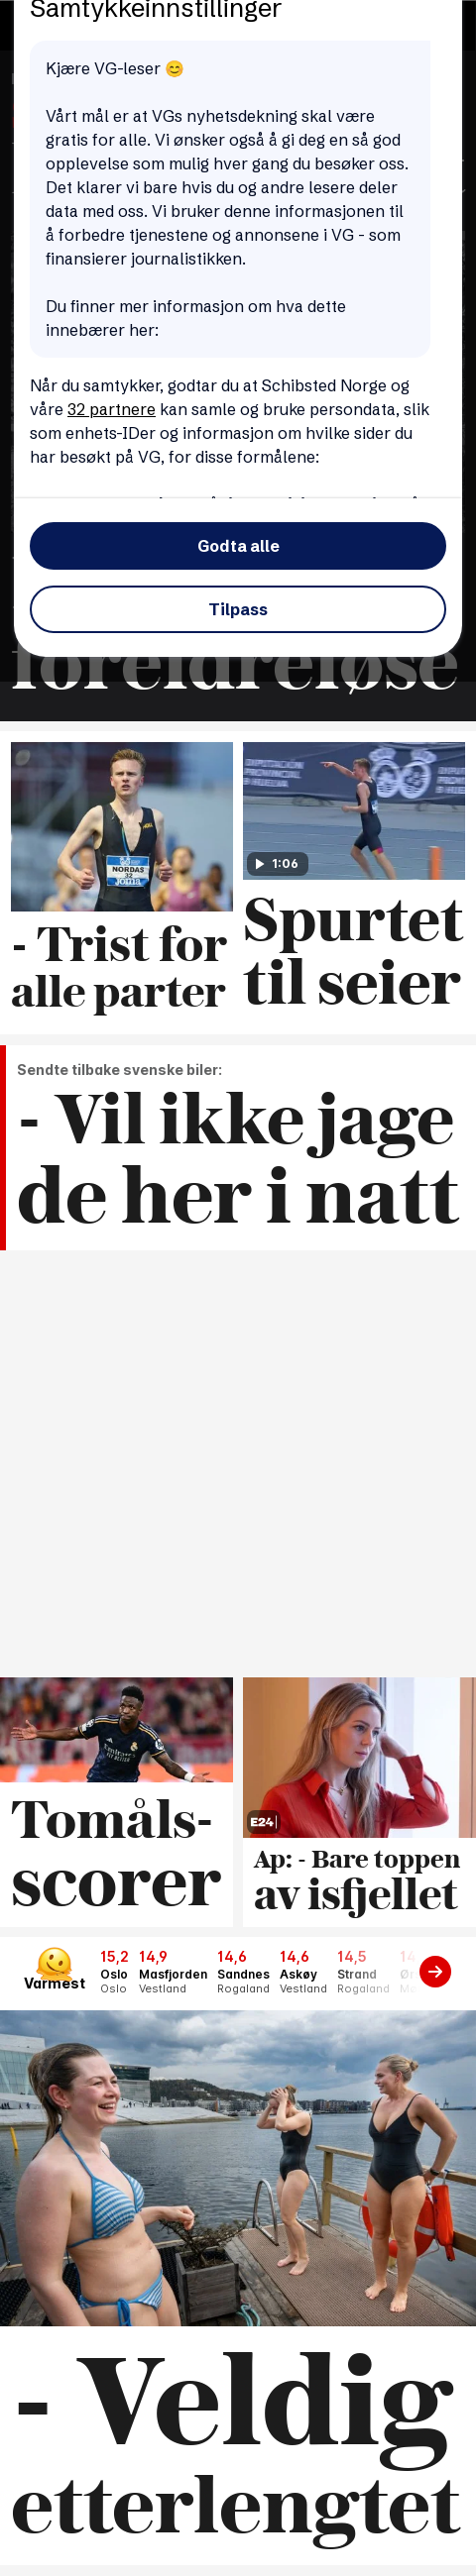 Samtykkeinnstillinger
Kjære VG-leser 😊
Vårt mål er at VGs nyhetsdekning skal være
gratis for alle. Vi ønsker også å gi deg en så god
opplevelse som mulig hver gang du besøker oss.
Det klarer vi bare hvis du og andre lesere deler
data med oss. Vi bruker denne informasjonen til
å forbedre tjenestene og annonsene i VG - som
finansierer journalistikken.
Du finner mer informasjon om hva dette
innebærer her:
Når du samtykker, godtar du at Schibsted Norge og
våre 32 partnere kan samle og bruke persondata, slik
som enhets-IDer og informasjon om hvilke sider du
har besøkt på VG, for disse formålene:
Godta alle
Tilpass
foreldreløse
NORDÅS
32
joma
1:06
- Trist for
alle parter
Spurtet
til seier
Sendte tilbake svenske biler:
- Vil ikke jage
de her i natt
Tomåls-
scorer
E24
Ap: - Bare toppen
av isfjellet
Varmest
15,2 14,9 14,6 14,6 14,5
Oslo Masfjorden Sandnes Askøy Strand
Oslo Vestland Rogaland Vestland Rogaland
- Veldig
etterlengtet